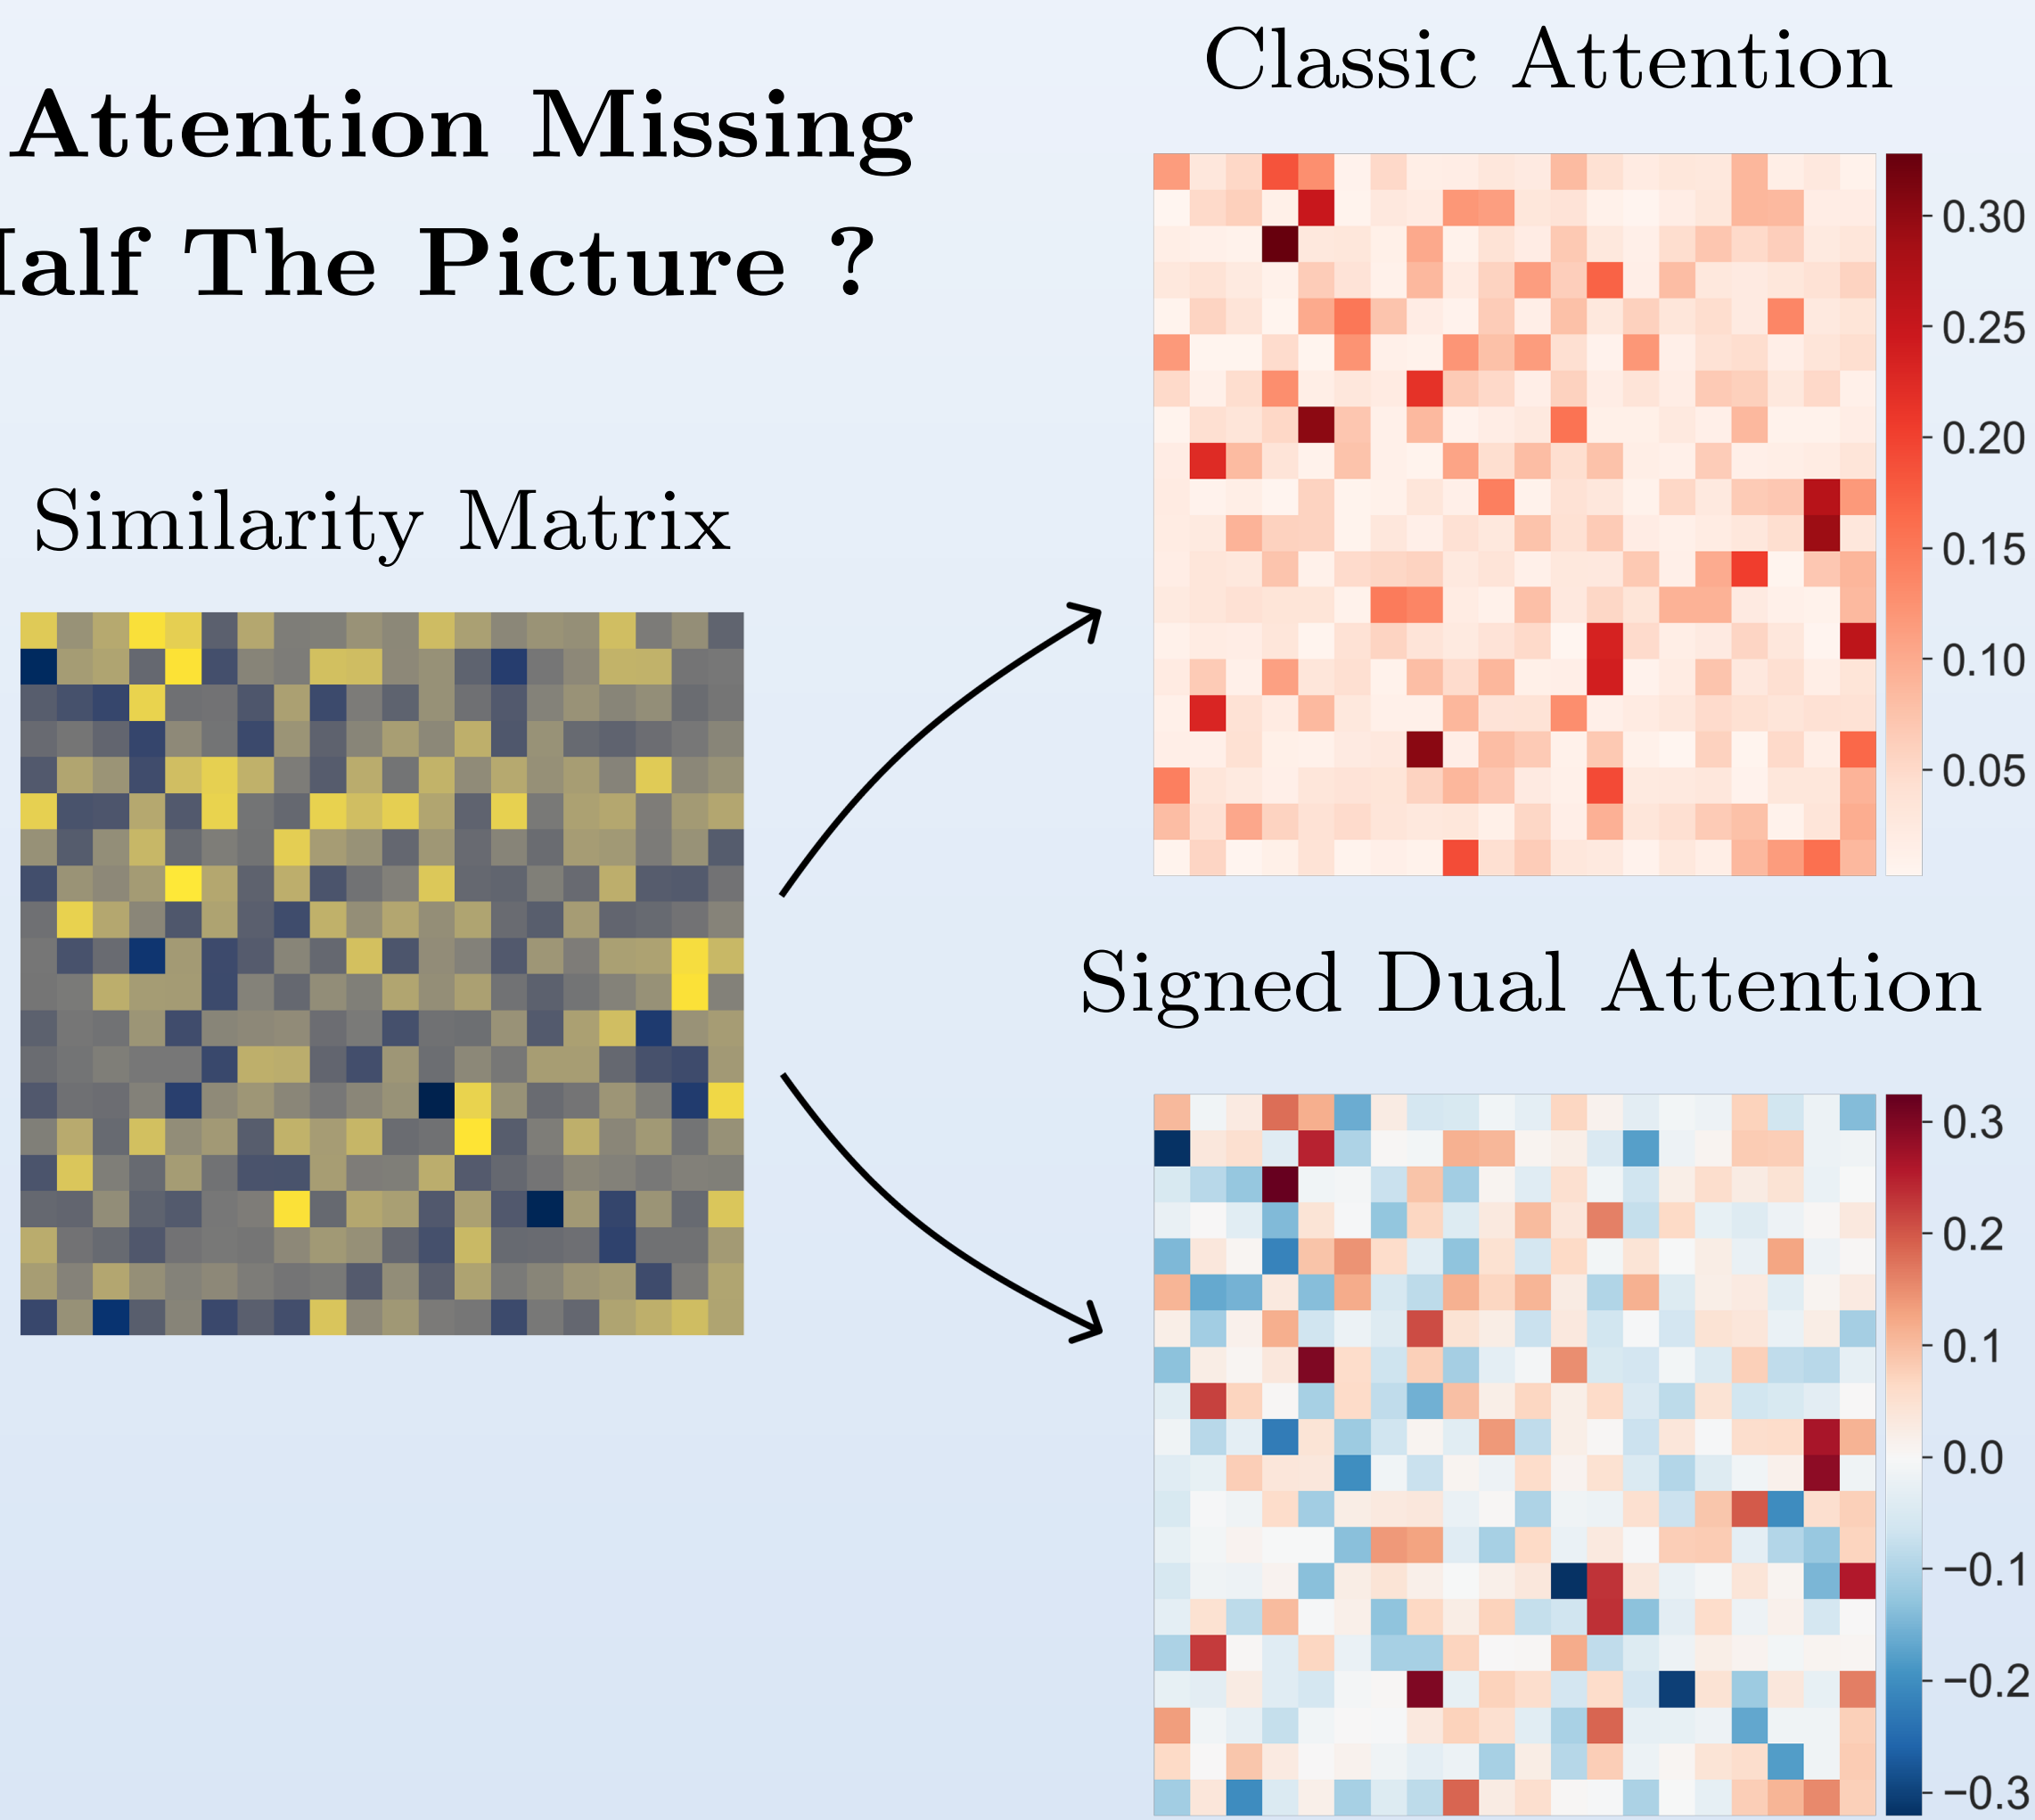 Attention Missing
Half The Picture ?
Similarity Matrix
Classic Attention
0.30
0.25
0.20
0.15
0.10
0.05
Signed Dual Attention
0.3
0.2
0.1
0.0
−0.1
−0.2
−0.3